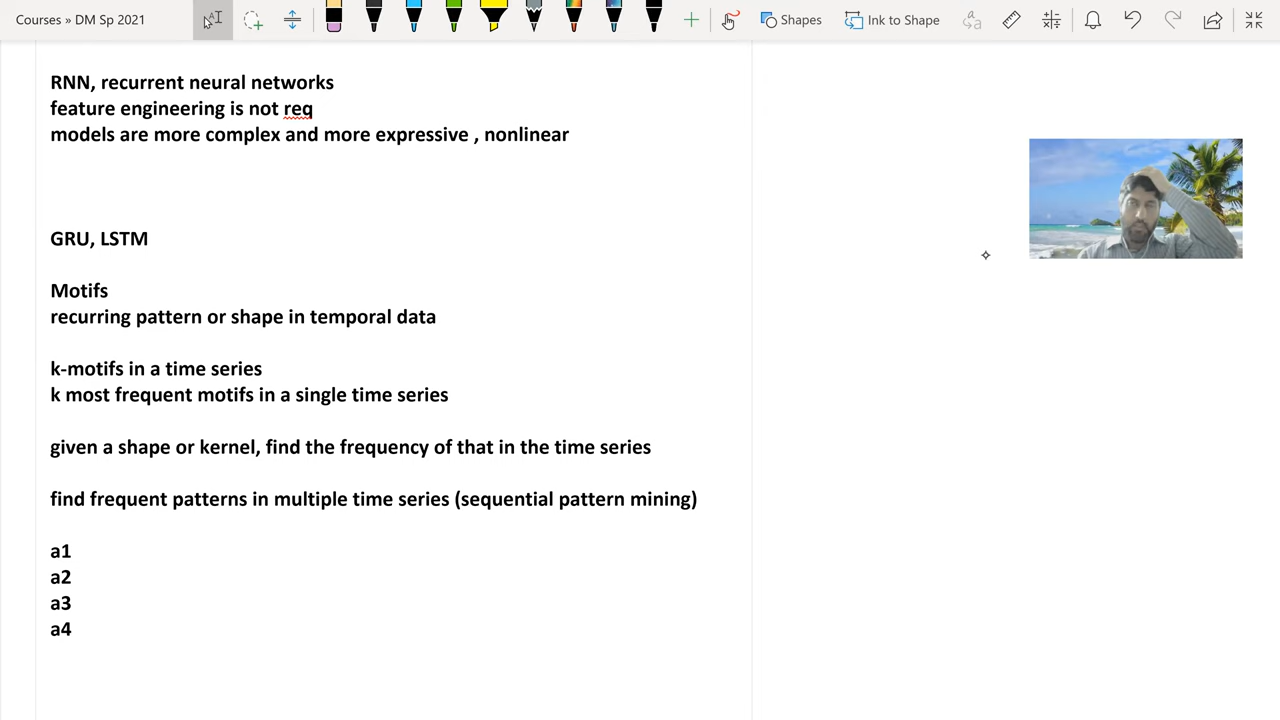 Courses » DM Sp 2021
Shapes
Ink to Shape
RNN, recurrent neural networks
feature engineering is not req
models are more complex and more expressive , nonlinear
GRU, LSTM
Motifs
recurring pattern or shape in temporal data
k-motifs in a time series
k most frequent motifs in a single time series
given a shape or kernel, find the frequency of that in the time series
find frequent patterns in multiple time series (sequential pattern mining)
a1
a2
a3
a4